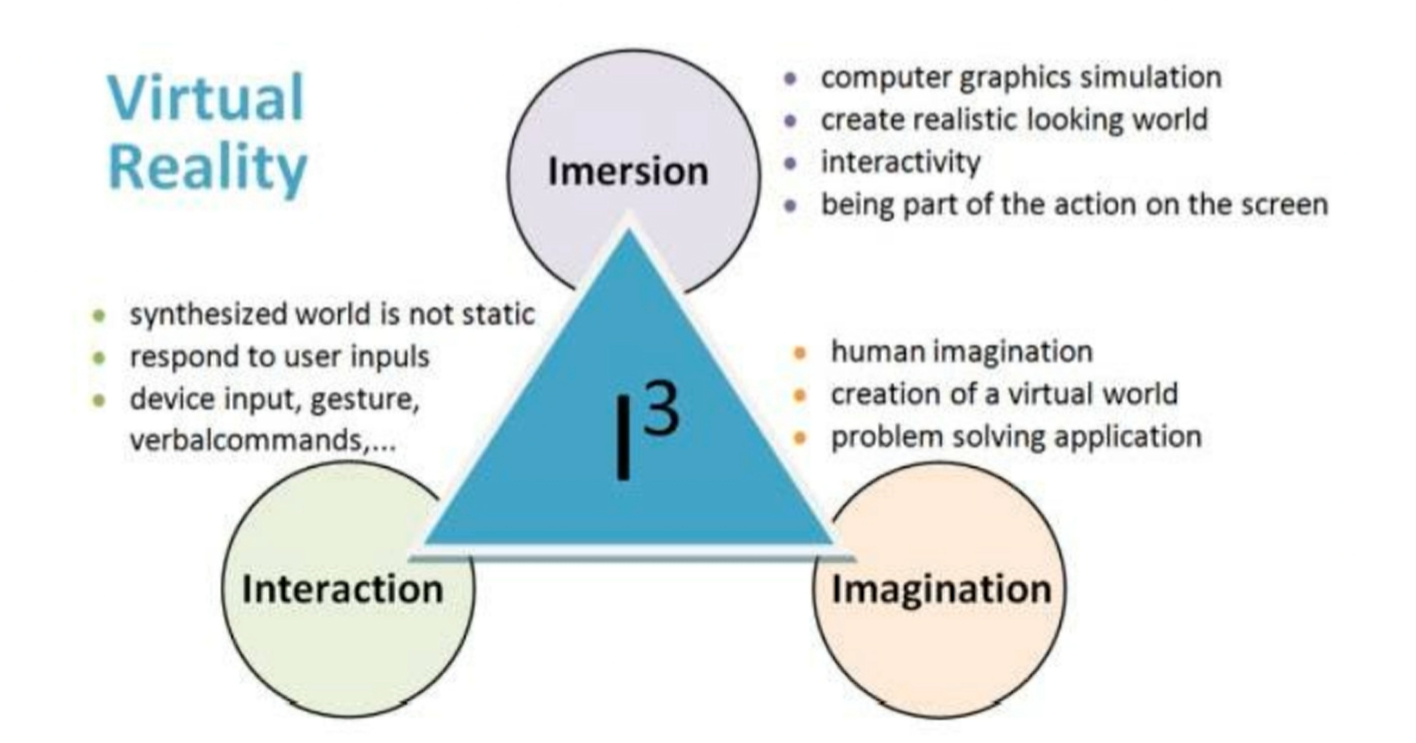 Virtual
Reality
Imersion
• computer graphics simulation
• create realistic looking world
• interactivity
• being part of the action on the screen
• synthesized world is not static
• respond to user inpuls
• device input, gesture,
verbalcommands,...
I³
• human imagination
• creation of a virtual world
• problem solving application
Interaction
Imagination